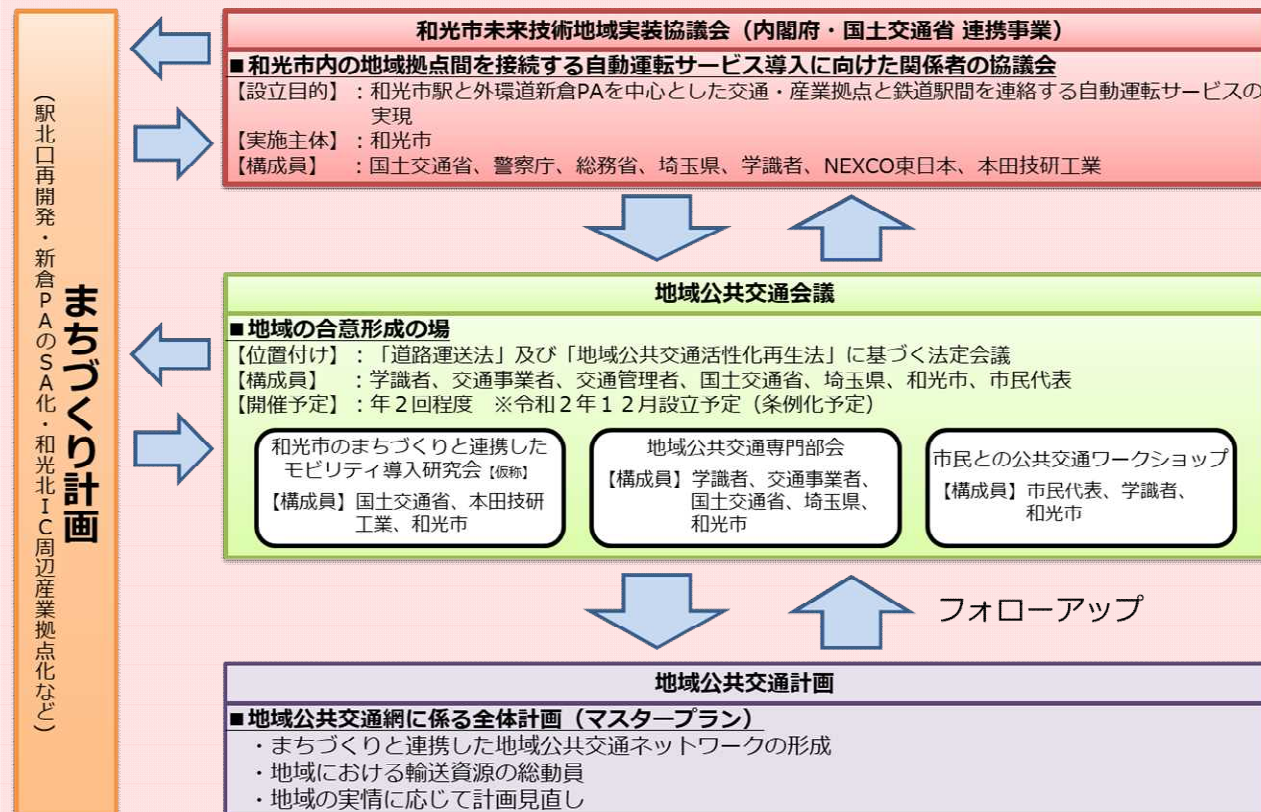 まちづくり計画
（駅北口再開発・新倉PAのSA化・和光北IC周辺産業拠点化など）
和光市未来技術地域実装協議会（内閣府・国土交通省 連携事業）
■和光市内の地域拠点間を接続する自動運転サービス導入に向けた関係者の協議会
【設立目的】：和光市駅と外環道新倉PAを中心とした交通・産業拠点と鉄道駅間を連絡する自動運転サービスの
実現
【実施主体】：和光市
【構成員】　：国土交通省、警察庁、総務省、埼玉県、学識者、NEXCO東日本、本田技研工業
地域公共交通会議
■地域の合意形成の場
【位置付け】：「道路運送法」及び「地域公共交通活性化再生法」に基づく法定会議
【構成員】　：学識者、交通事業者、交通管理者、国土交通省、埼玉県、和光市、市民代表
【開催予定】：年２回程度　※令和２年１２月設立予定（条例化予定）
和光市のまちづくりと連携した
モビリティ導入研究会【仮称】
【構成員】国土交通省、本田技研
工業、和光市
地域公共交通専門部会
【構成員】学識者、交通事業者、
国土交通省、埼玉県、
和光市
市民との公共交通ワークショップ
【構成員】市民代表、学識者、
和光市
フォローアップ
地域公共交通計画
■地域公共交通網に係る全体計画（マスタープラン）
・まちづくりと連携した地域公共交通ネットワークの形成
・地域における輸送資源の総動員
・地域の実情に応じて計画見直し